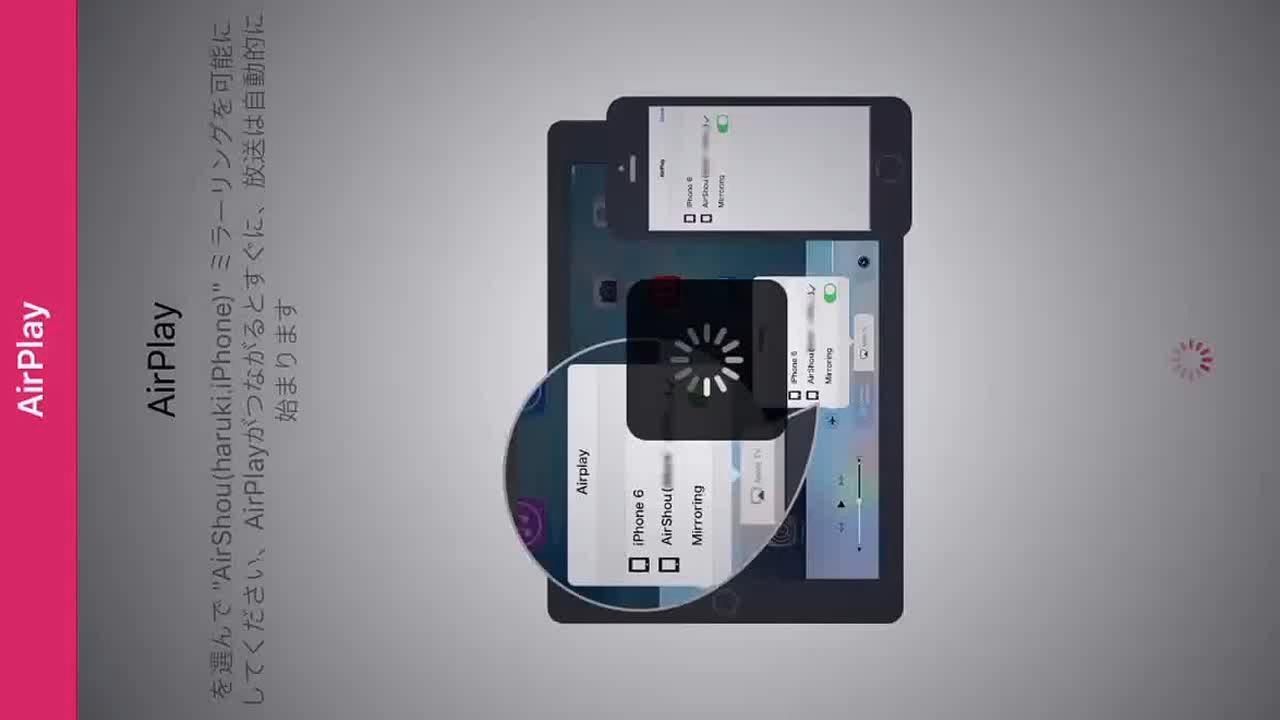 AirPlay
AirPlay
を選んで "AirShou(haruki.iPhone)" ミラーリングを可能に
してください、AirPlayがつながるとすぐに、放送は自動的に
始まります
AirPlay
iPhone 6
AirShou(
Mirroring
Airplay
iPhone 6
AirShou(
Mirroring
Apple TV
iPhone 6
AirShou(
Mirroring